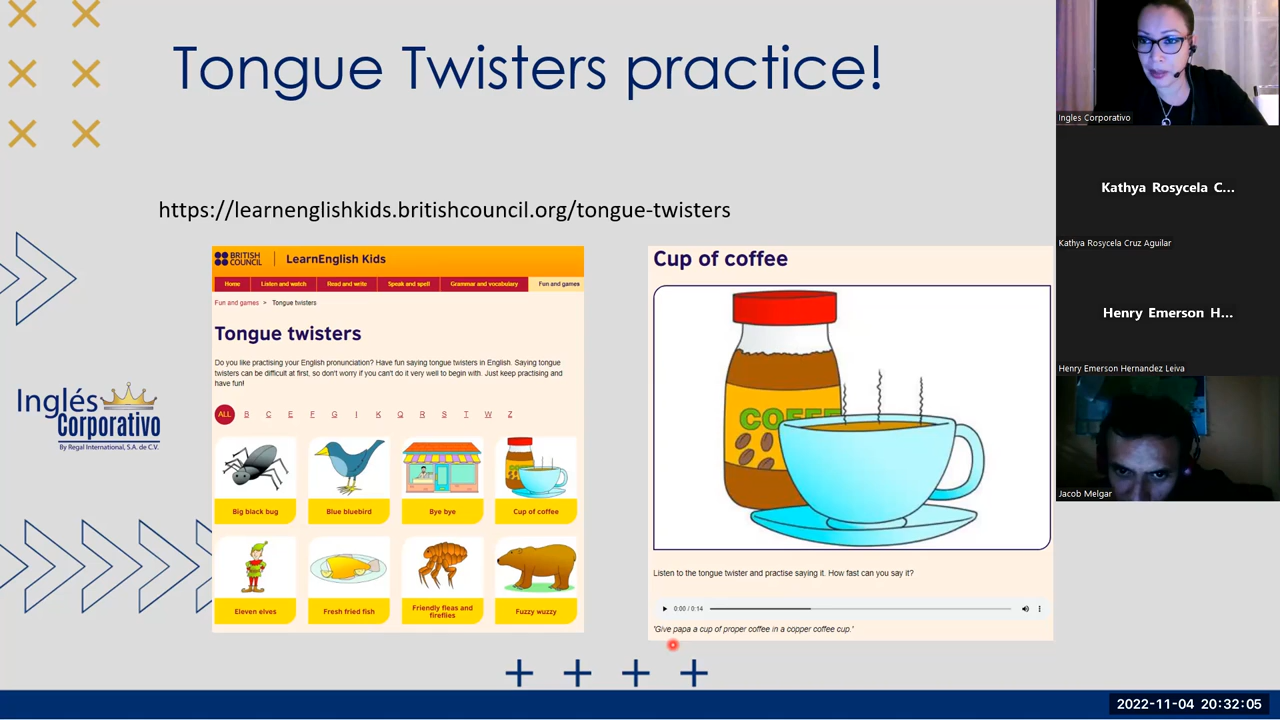 Tongue Twisters practice!
https://learnenglishkids.britishcouncil.org/tongue-twisters
BRITISH COUNCIL
LearnEnglish Kids
Home Listen and watch Read and write Speak and spell Grammar and vocabulary Fun and games
Fun and games > Tongue twisters
Tongue twisters
Do you like practising your English pronunciation? Have fun saying tongue twisters in English. Saying tongue
twisters can be difficult at first, so don't worry if you can't do it very well to begin with. Just keep practising and
have fun!
ALL B C E F G I K Q R S T W Z
COFFE
Big black bug Blue bluebird Bye bye Cup of coffee
Eleven elves Fresh fried fish Friendly fleas and fireflies Fuzzy wuzzy
Cup of coffee
COFFE
Listen to the tongue twister and practise saying it. How fast can you say it?
0:00 / 0:14
'Give papa a cup of proper coffee in a copper coffee cup.'
Inglés
Corporativo
By Regal International, S.A. de C.V.
Ingles Corporativo
Kathya Rosycela C...
Kathya Rosycela Cruz Aguilar
Henry Emerson H...
Henry Emerson Hernandez Leiva
Jacob Melgar
2022-11-04 20:32:05